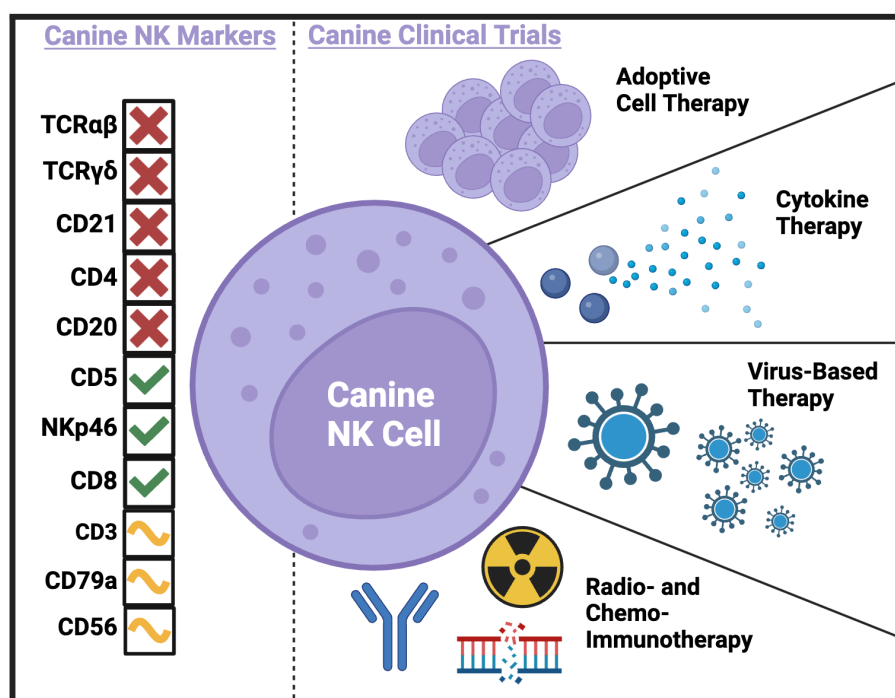 Canine NK Markers
TCRαβ
TCRγδ
CD21
CD4
CD20
CD5
NKp46
CD8
CD3
CD79a
CD56
Canine Clinical Trials
Adoptive
Cell Therapy
Cytokine
Therapy
Virus-Based
Therapy
Radio- and
Chemo-
Immunotherapy
Canine
NK Cell